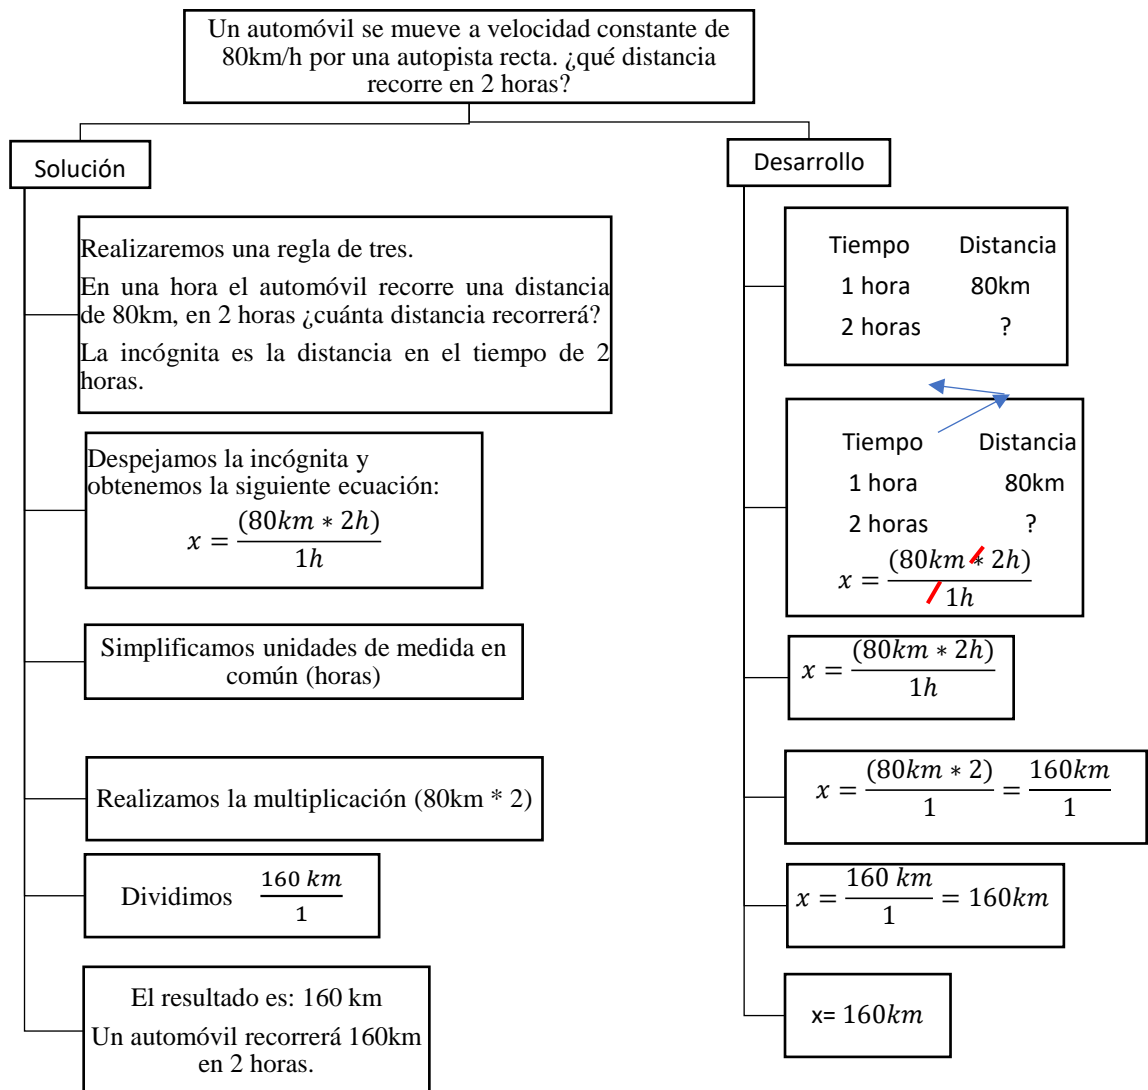 Un automóvil se mueve a velocidad constante de
80km/h por una autopista recta. ¿qué distancia
recorre en 2 horas?
Solución
Realizaremos una regla de tres.
En una hora el automóvil recorre una distancia
de 80km, en 2 horas ¿cuánta distancia recorrerá?
La incógnita es la distancia en el tiempo de 2
horas.
Despejamos la incógnita y
obtenemos la siguiente ecuación:
x = (80km * 2h) / 1h
Simplificamos unidades de medida en
común (horas)
Realizamos la multiplicación (80km * 2)
Dividimos 160 km / 1
El resultado es: 160 km
Un automóvil recorrerá 160km
en 2 horas.
Desarrollo
Tiempo Distancia
1 hora 80km
2 horas ?
Tiempo Distancia
1 hora 80km
2 horas ?
x = (80km * 2h) / 1h
x = (80km * 2h) / 1h
x = (80km * 2) / 1 = 160km / 1
x = 160 km / 1 = 160km
x= 160km